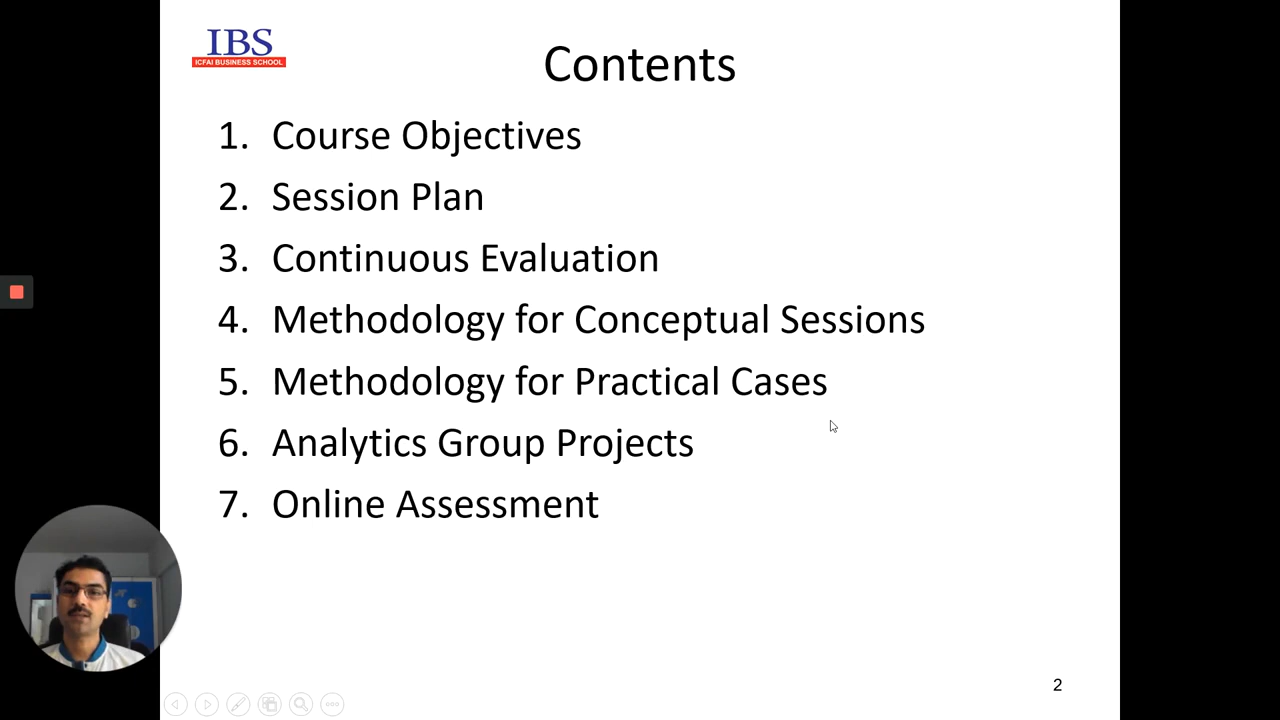 IBS
ICFAI BUSINESS SCHOOL
Contents
1. Course Objectives
2. Session Plan
3. Continuous Evaluation
4. Methodology for Conceptual Sessions
5. Methodology for Practical Cases
6. Analytics Group Projects
7. Online Assessment
2